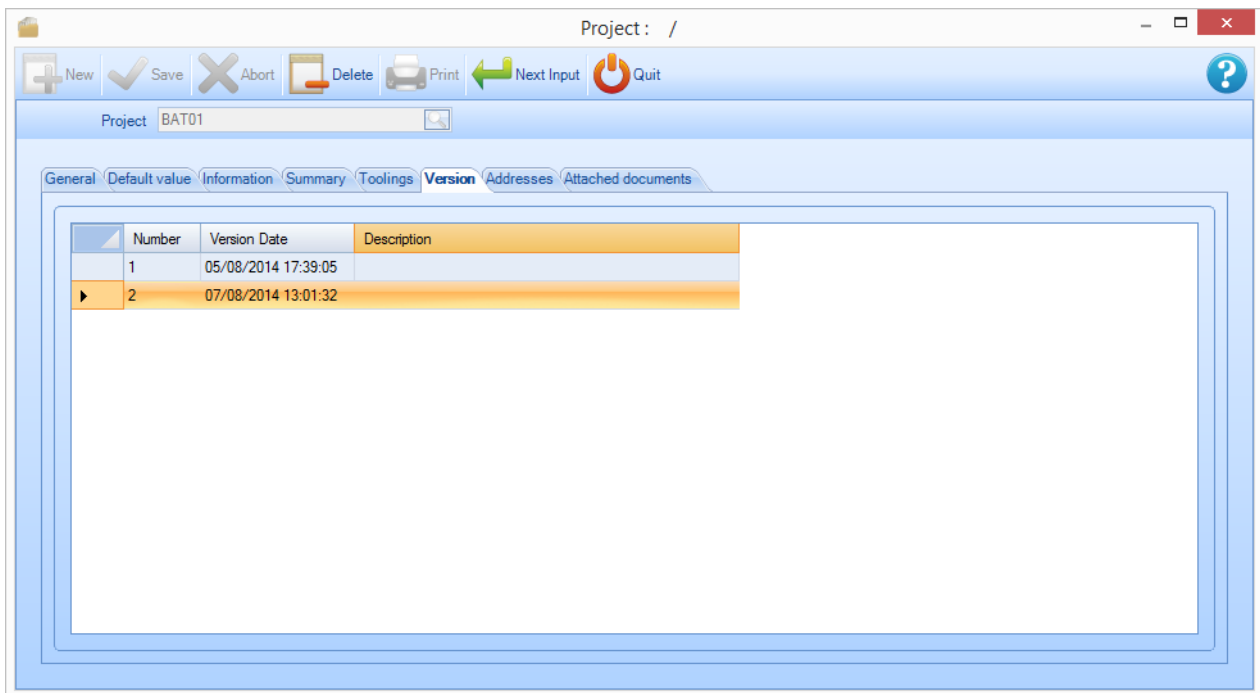 Project : /
New Save Abort Delete Print Next Input Quit ?
Project BAT01
General Default value Information Summary Toolings Version Addresses Attached documents
Number Version Date Description
1 05/08/2014 17:39:05
2 07/08/2014 13:01:32